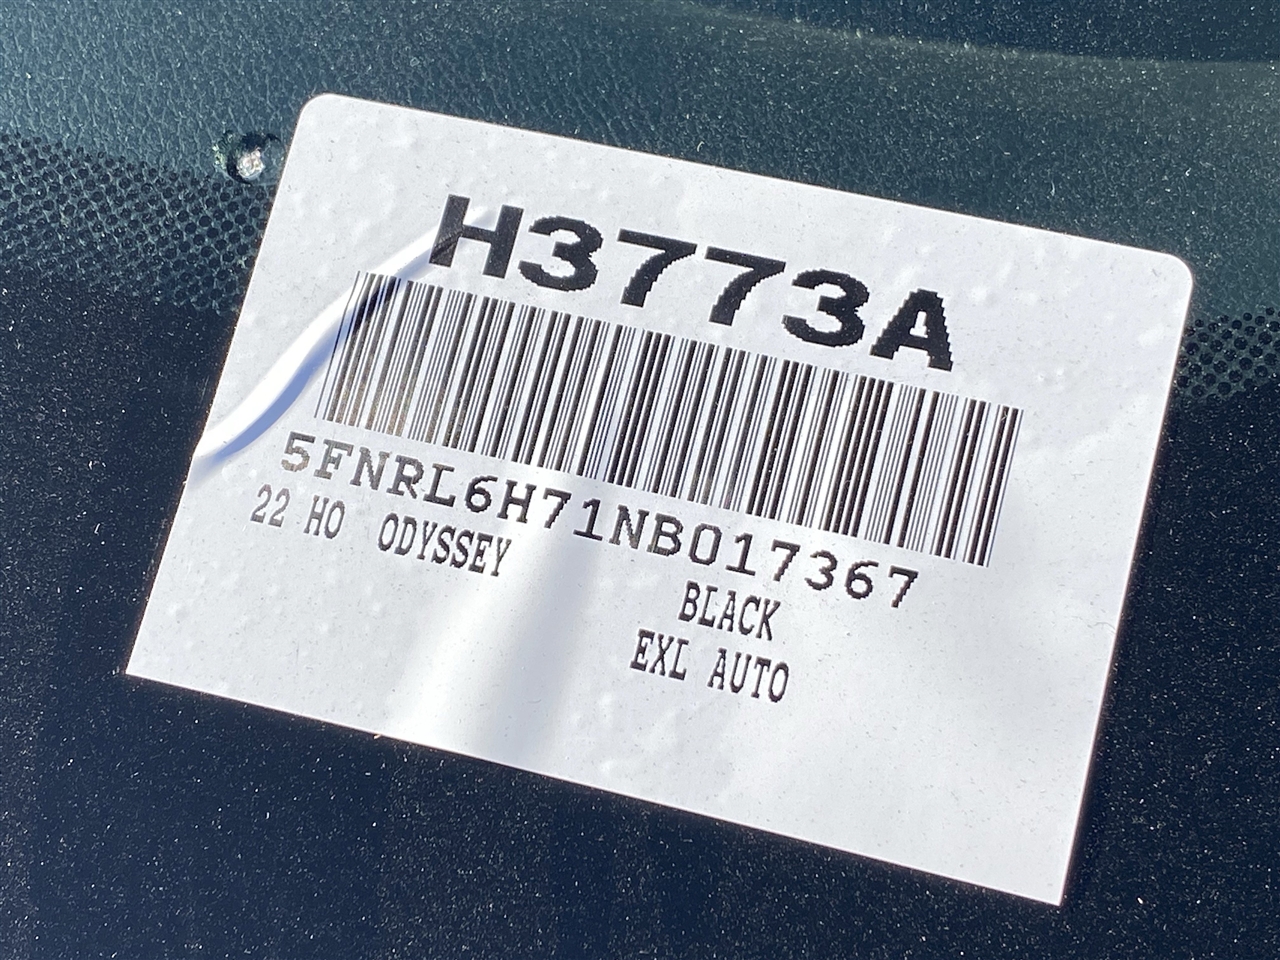 H3773A
5FNRL6H71NB017367
22 HO ODYSSEY
BLACK
EXL AUTO